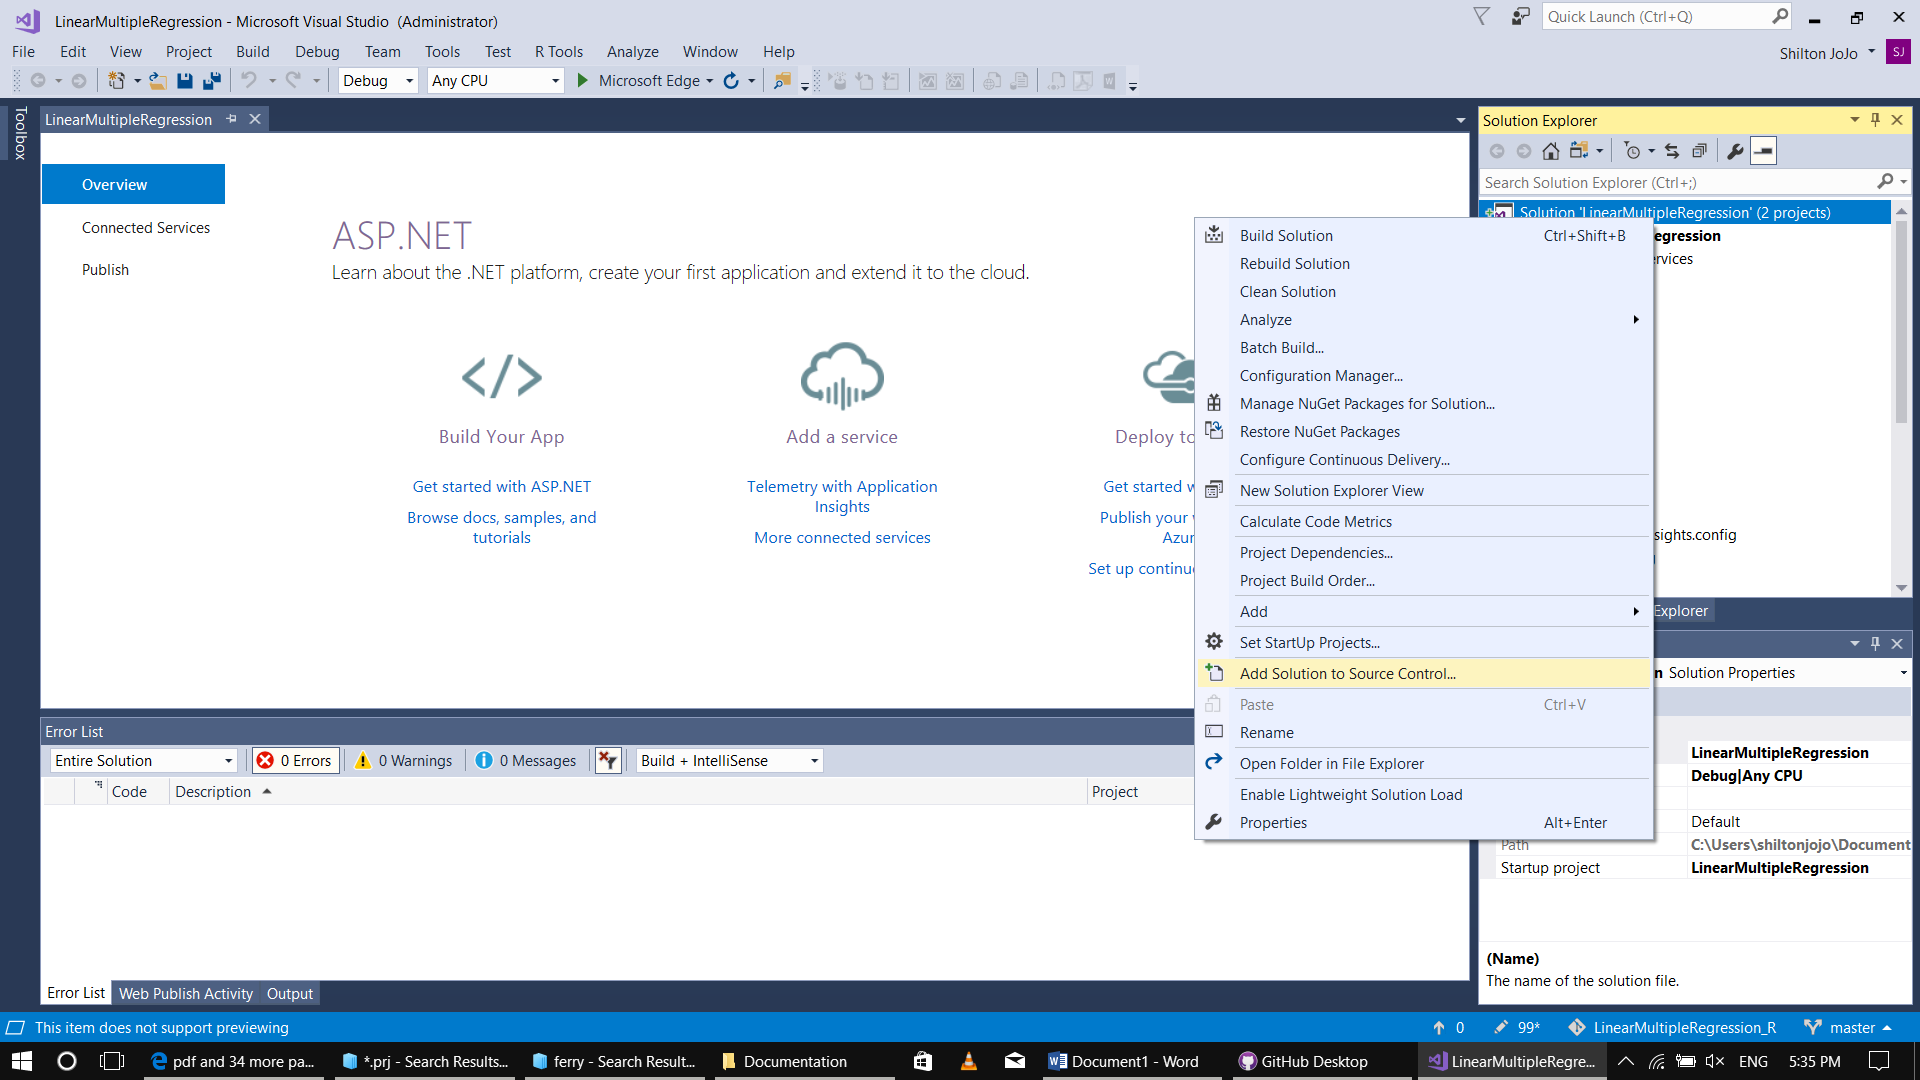 LinearMultipleRegression - Microsoft Visual Studio (Administrator)
Quick Launch (Ctrl+Q)
File Edit View Project Build Debug Team Tools Test R Tools Analyze Window Help
Shilton JoJo SJ
Debug Any CPU Microsoft Edge
Toolbox
LinearMultipleRegression
Overview
Connected Services
Publish
ASP.NET
Learn about the .NET platform, create your first application and extend it to the cloud.
Build Your App
Get started with ASP.NET
Browse docs, samples, and
tutorials
Add a service
Telemetry with Application
Insights
More connected services
Deploy to
Get started
Publish your
Set up continu
Solution Explorer
Search Solution Explorer (Ctrl+;)
Solution 'LinearMultipleRegression' (2 projects)
egression
rvices
sights.config
Explorer
Build Solution Ctrl+Shift+B
Rebuild Solution
Clean Solution
Analyze
Batch Build...
Configuration Manager...
Manage NuGet Packages for Solution...
Restore NuGet Packages
Configure Continuous Delivery...
New Solution Explorer View
Calculate Code Metrics
Project Dependencies...
Project Build Order...
Add
Set StartUp Projects...
Add Solution to Source Control...
Paste Ctrl+V
Rename
Open Folder in File Explorer
Enable Lightweight Solution Load
Properties Alt+Enter
n Solution Properties
LinearMultipleRegression
Debug|Any CPU
Default
Path C:\Users\shiltonjojo\Document
Startup project LinearMultipleRegression
(Name)
The name of the solution file.
Error List
Entire Solution 0 Errors 0 Warnings 0 Messages Build + IntelliSense
Code Description Project
Error List Web Publish Activity Output
This item does not support previewing 0 99* LinearMultipleRegression_R master
pdf and 34 more pa... *.prj - Search Results... ferry - Search Result... Documentation Document1 - Word GitHub Desktop LinearMultipleRegre... ENG 5:35 PM